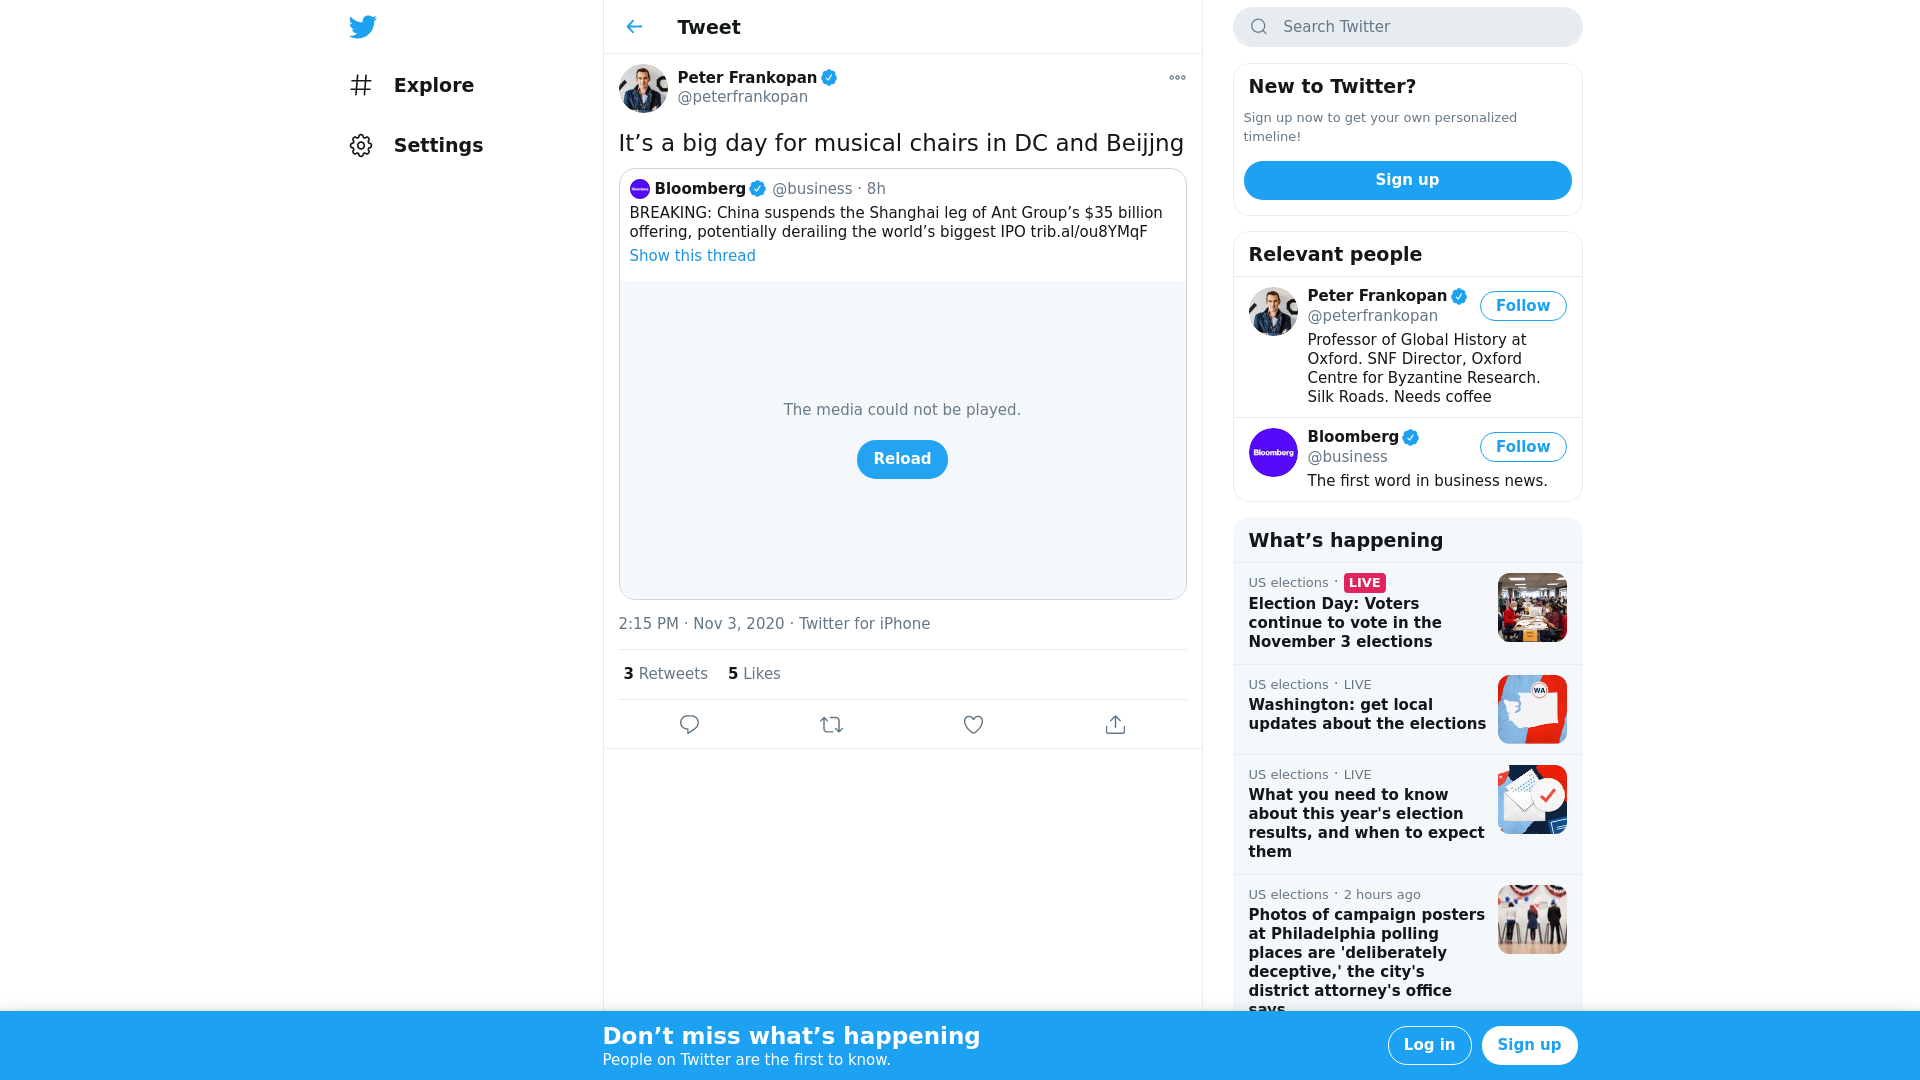 Explore
Settings
Tweet
Peter Frankopan
@peterfrankopan
It’s a big day for musical chairs in DC and Beijjng
Bloomberg @business · 8h
BREAKING: China suspends the Shanghai leg of Ant Group’s $35 billion
offering, potentially derailing the world’s biggest IPO trib.al/ou8YMqF
Show this thread
The media could not be played.
Reload
2:15 PM · Nov 3, 2020 · Twitter for iPhone
3 Retweets 5 Likes
Search Twitter
New to Twitter?
Sign up now to get your own personalized
timeline!
Sign up
Relevant people
Peter Frankopan
@peterfrankopan
Follow
Professor of Global History at
Oxford. SNF Director, Oxford
Centre for Byzantine Research.
Silk Roads. Needs coffee
Bloomberg
Bloomberg
@business
Follow
The first word in business news.
What’s happening
US elections · LIVE
Election Day: Voters
continue to vote in the
November 3 elections
US elections · LIVE
Washington: get local
updates about the elections
WA
US elections · LIVE
What you need to know
about this year's election
results, and when to expect
them
US elections · 2 hours ago
Photos of campaign posters
at Philadelphia polling
places are 'deliberately
deceptive,' the city's
district attorney's office
says
Don’t miss what’s happening
People on Twitter are the first to know.
Log in
Sign up